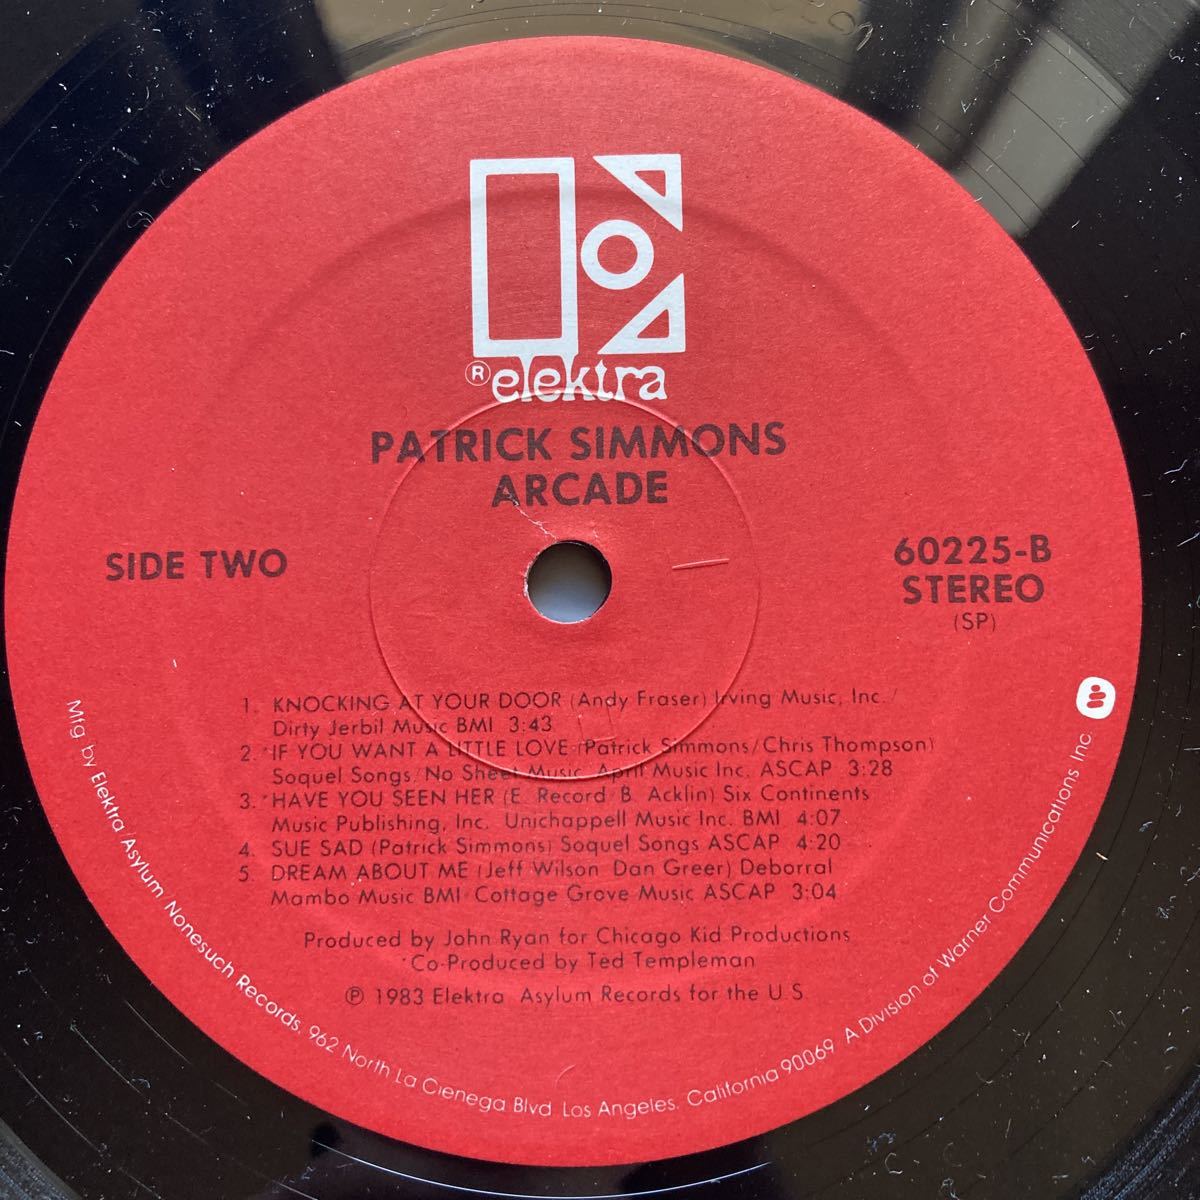 ® elektra
PATRICK SIMMONS
ARCADE
SIDE TWO
60225-B
STEREO
(SP)
1. KNOCKING AT YOUR DOOR (Andy Fraser) Irving Music, Inc./
Dirty Jerbil Music BMI 3:43
2. *IF YOU WANT A LITTLE LOVE (Patrick Simmons/Chris Thompson)
Soquel Songs/No Sheet Music, April Music Inc. ASCAP 3:28
3. *HAVE YOU SEEN HER (E. Record/B. Acklin) Six Continents
Music Publishing, Inc. Unichappell Music Inc. BMI 4:07
4. SUE SAD (Patrick Simmons) Soquel Songs ASCAP 4:20
5. DREAM ABOUT ME (Jeff Wilson Dan Greer) Deborral
Mambo Music BMI Cottage Grove Music ASCAP 3:04
Produced by John Ryan for Chicago Kid Productions
*Co-Produced by Ted Templeman
℗ 1983 Elektra Asylum Records for the U.S.
Mfg. by Elektra/Asylum Nonesuch Records, 962 North La Cienega Blvd Los Angeles, California 90069 A Division of Warner Communications Inc.